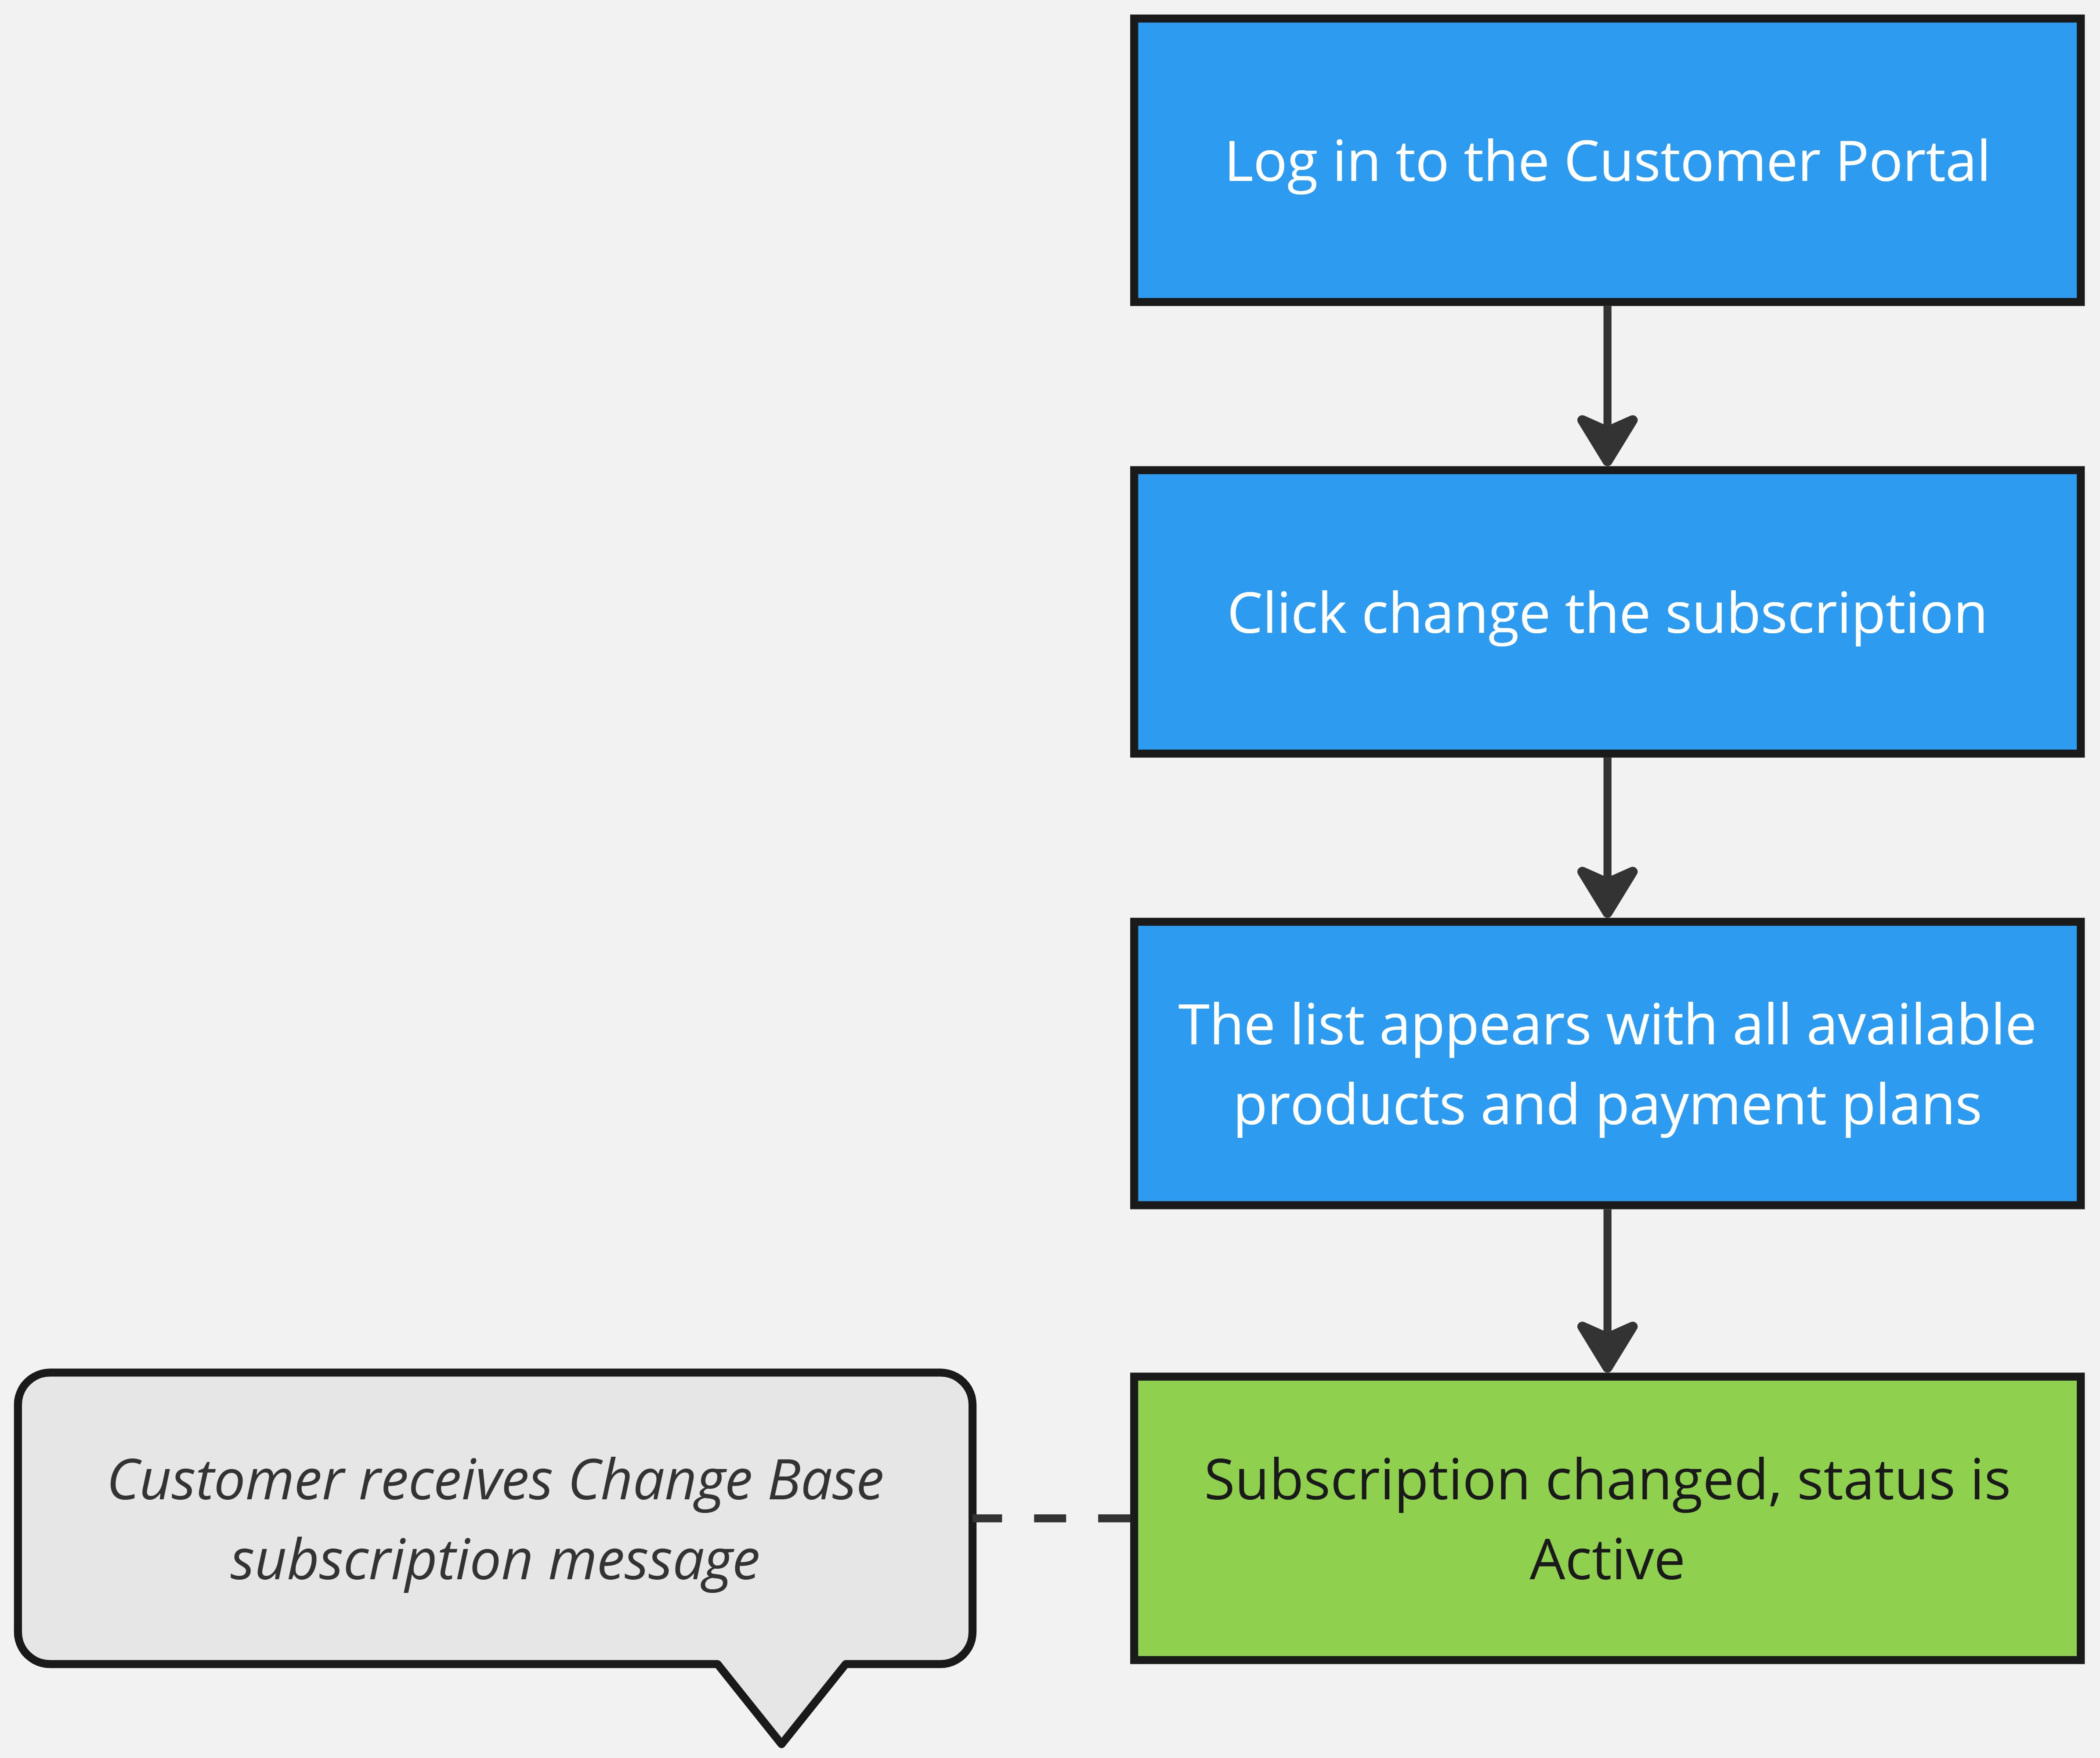 Log in to the Customer Portal
Click change the subscription
The list appears with all available
products and payment plans
Customer receives Change Base
subscription message
Subscription changed, status is
Active